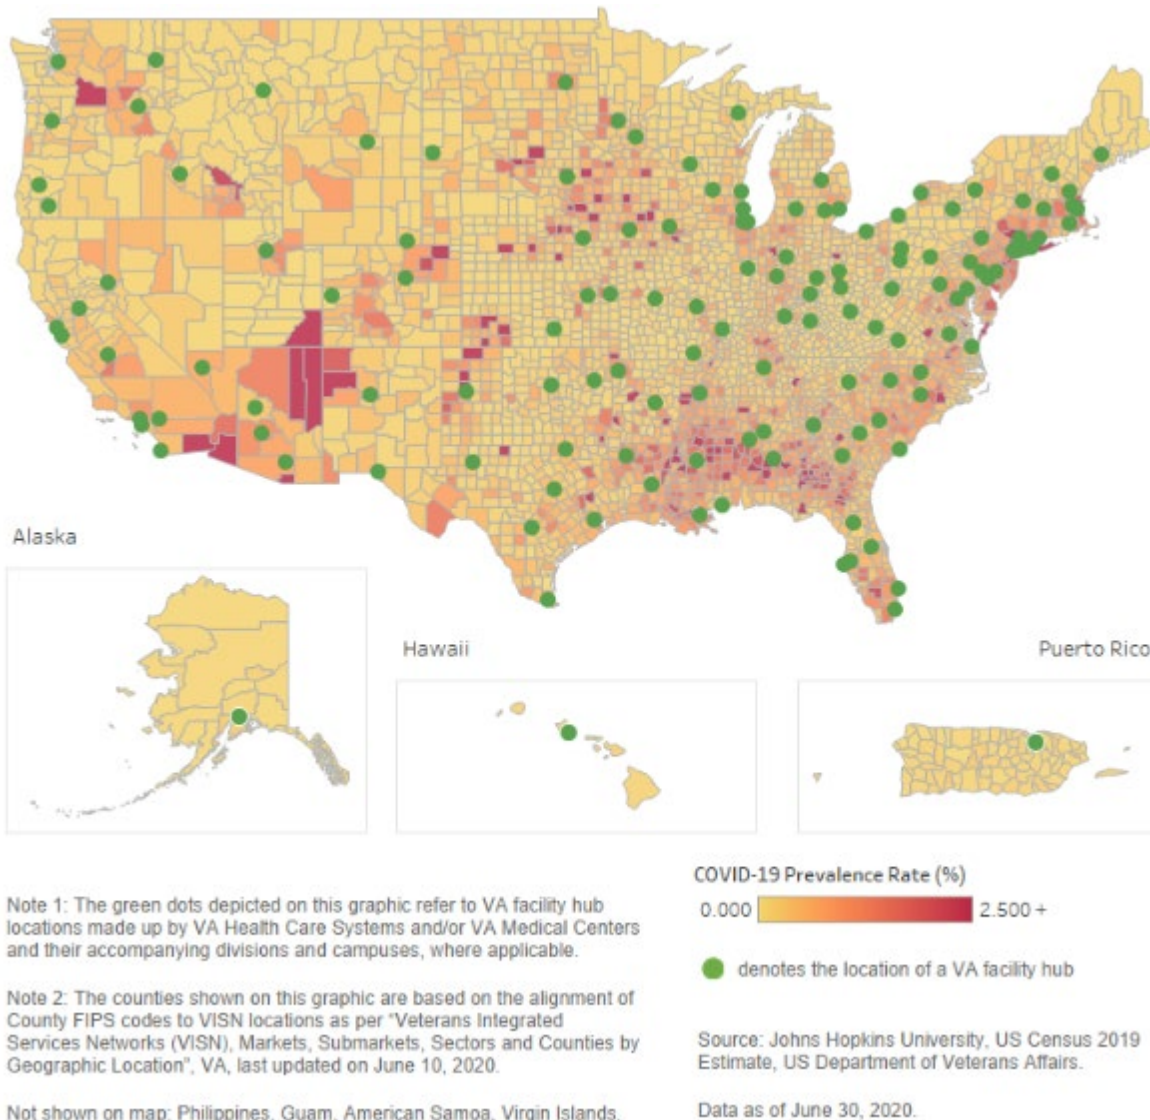 Alaska
Hawaii
Puerto Rico
COVID-19 Prevalence Rate (%)
0.000
2.500 +
denotes the location of a VA facility hub
Note 1: The green dots depicted on this graphic refer to VA facility hub
locations made up by VA Health Care Systems and/or VA Medical Centers
and their accompanying divisions and campuses, where applicable.
Note 2: The counties shown on this graphic are based on the alignment of
County FIPS codes to VISN locations as per "Veterans Integrated
Services Networks (VISN), Markets, Submarkets, Sectors and Counties by
Geographic Location", VA, last updated on June 10, 2020.
Source: Johns Hopkins University, US Census 2019
Estimate, US Department of Veterans Affairs.
Not shown on map: Philippines, Guam, American Samoa, Virgin Islands.
Data as of June 30, 2020.